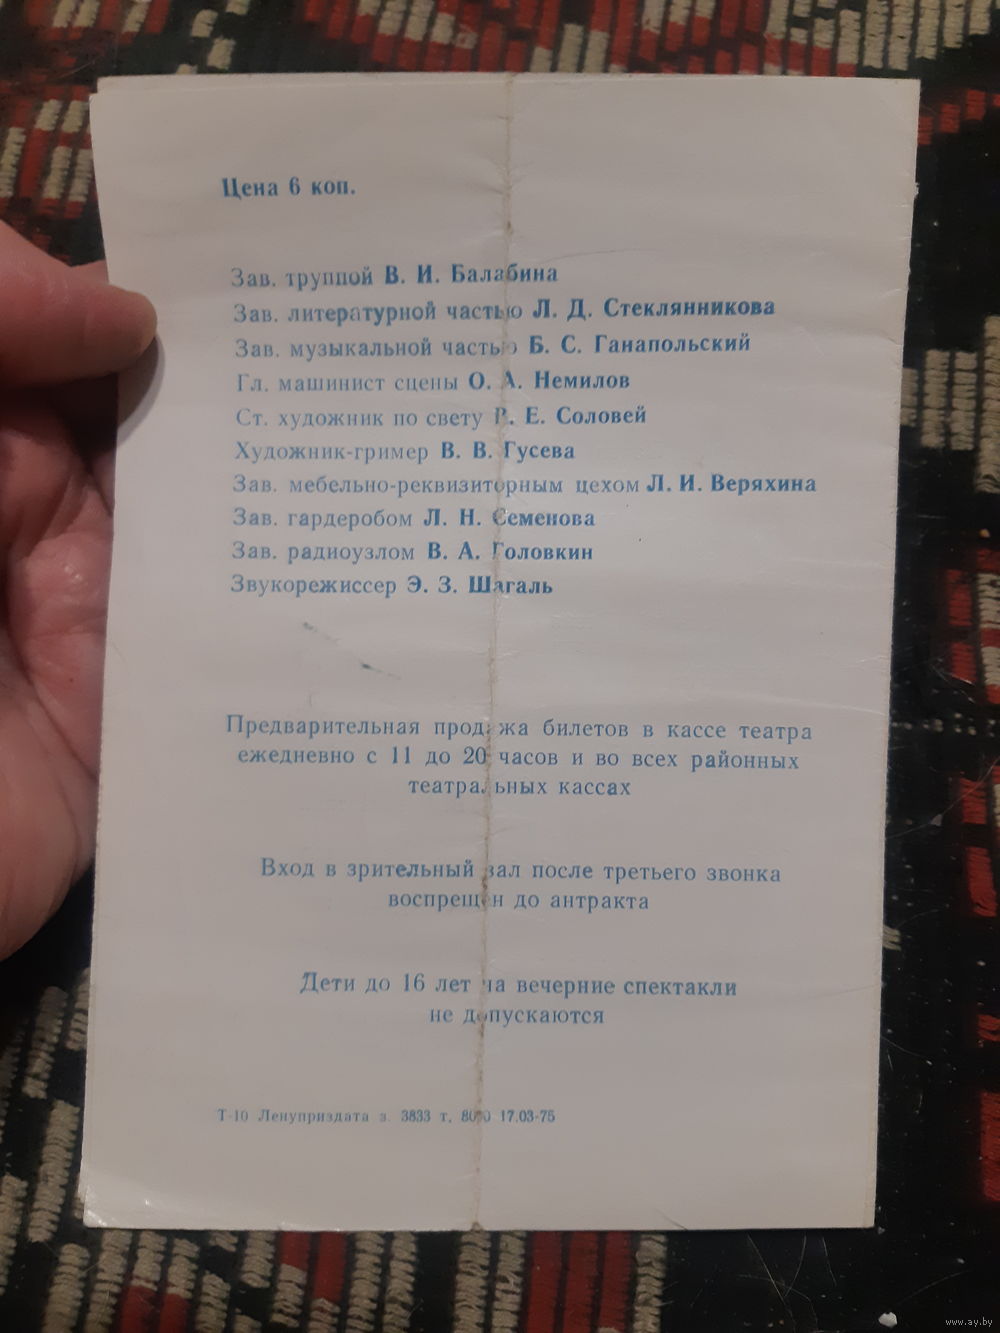 Цена 6 коп.
Зав. труппой В. И. Балабина
Зав. литературной частью Л. Д. Стеклянникова
Зав. музыкальной частью Б. С. Ганапольский
Гл. машинист сцены О. А. Немилов
Ст. художник по свету Р. Е. Соловей
Художник-гример В. В. Гусева
Зав. мебельно-реквизиторным цехом Л. И. Веряхина
Зав. гардеробом Л. Н. Семенова
Зав. радиоузлом В. А. Головкин
Звукорежиссер Э. З. Шагаль
Предварительная продажа билетов в кассе театра
ежедневно с 11 до 20 часов и во всех районных
театральных кассах
Вход в зрительный зал после третьего звонка
воспрещен до антракта
Дети до 16 лет на вечерние спектакли
не допускаются
Т-10 Ленуприздата з. 3833 т. 8000 17.03-75
www.ay.by